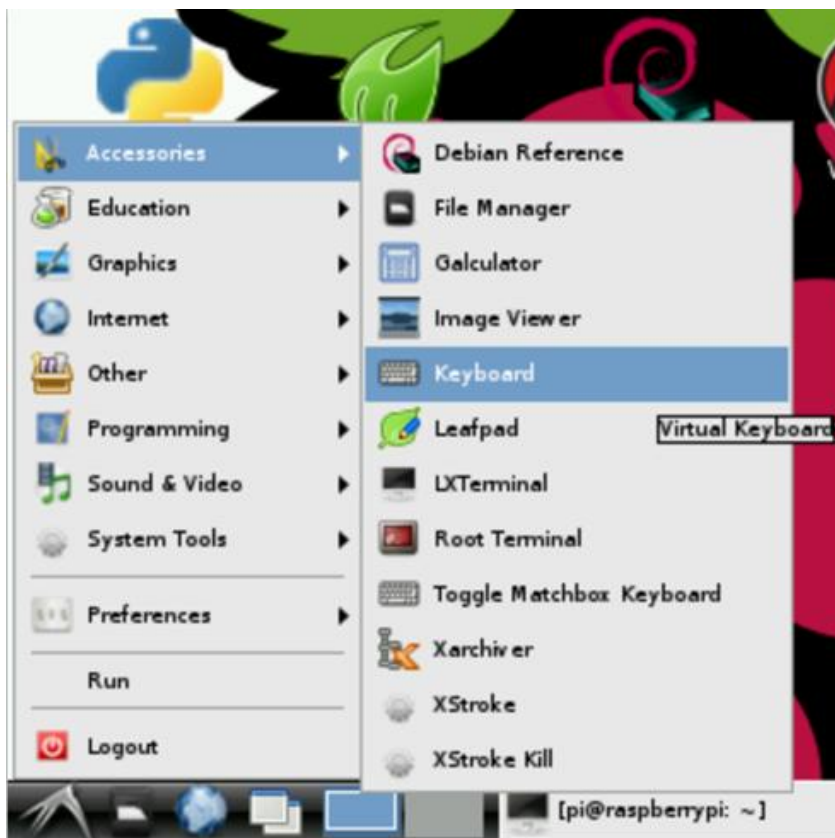 Accessories
Education
Graphics
Internet
Other
Programming
Sound & Video
System Tools
Preferences
Run
Logout
Debian Reference
File Manager
Galculator
Image Viewer
Keyboard
Leafpad
Virtual Keyboard
LXTerminal
Root Terminal
Toggle Matchbox Keyboard
Xarchiver
XStroke
XStroke Kill
[pi@raspberrypi: ~]